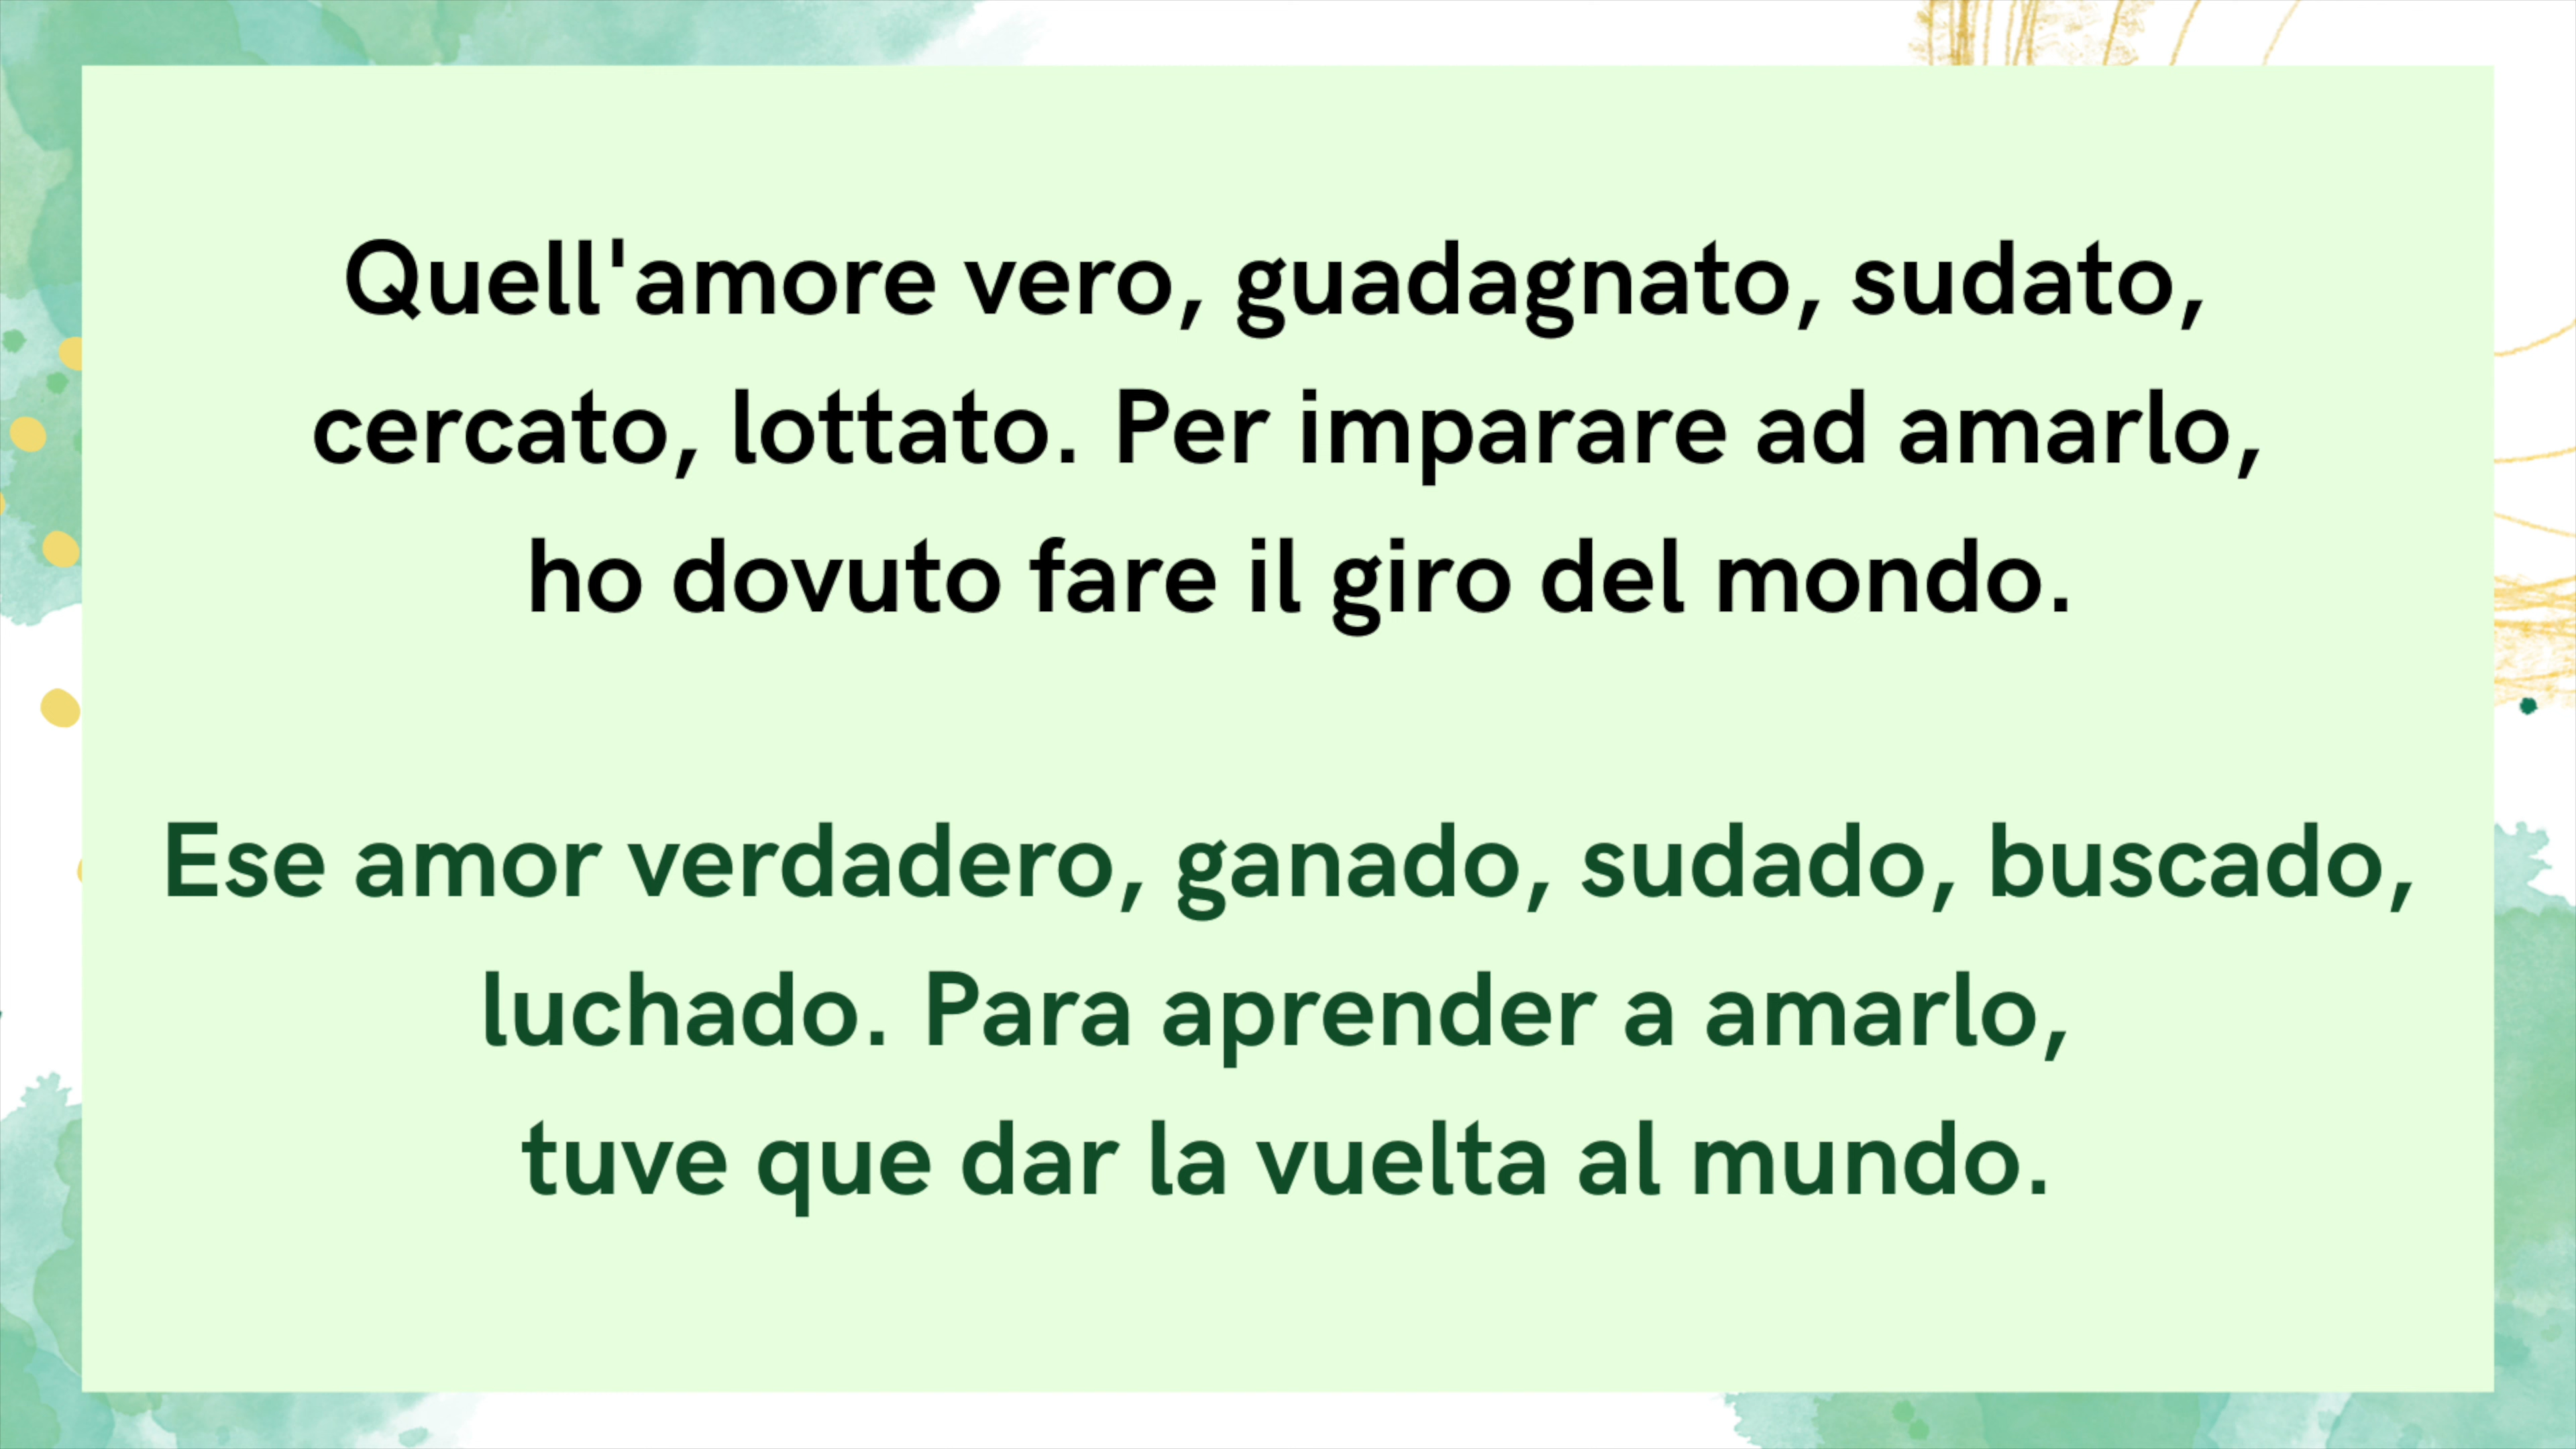 Quell'amore vero, guadagnato, sudato,
cercato, lottato. Per imparare ad amarlo,
ho dovuto fare il giro del mondo.
Ese amor verdadero, ganado, sudado, buscado,
luchado. Para aprender a amarlo,
tuve que dar la vuelta al mundo.